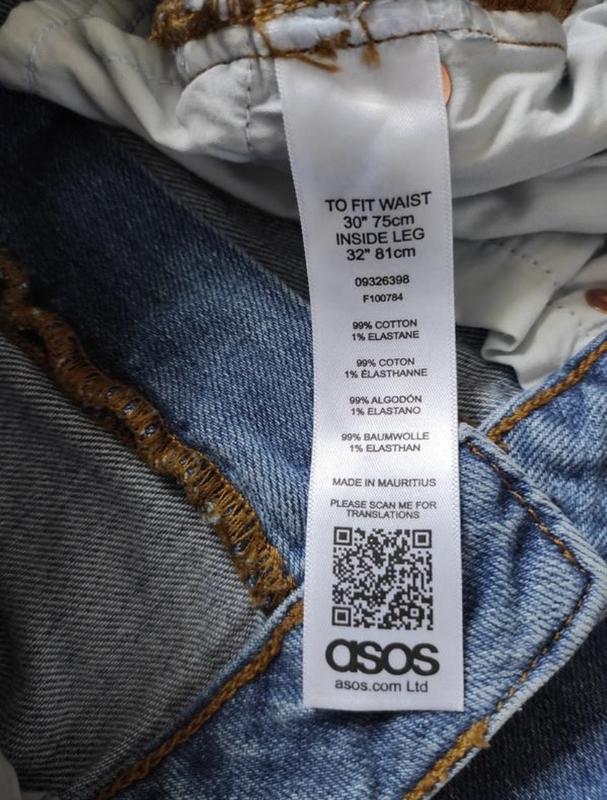 TO FIT WAIST
30" 75cm
INSIDE LEG
32" 81cm
09326398
F100784
99% COTTON
1% ELASTANE
99% COTON
1% ÉLASTHANNE
99% ALGODÓN
1% ELASTANO
99% BAUMWOLLE
1% ELASTHAN
MADE IN MAURITIUS
PLEASE SCAN ME FOR
TRANSLATIONS
asos
asos.com Ltd